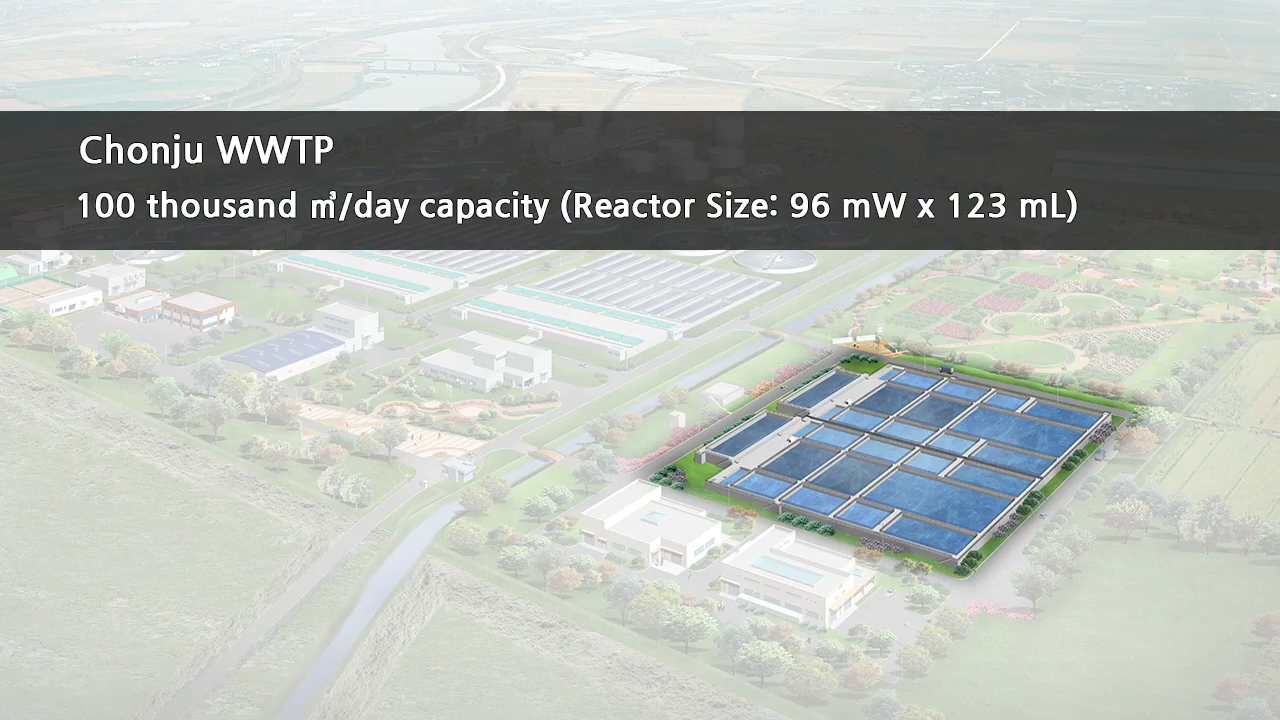 Chonju WWTP
100 thousand ㎥/day capacity (Reactor Size: 96 mW x 123 mL)